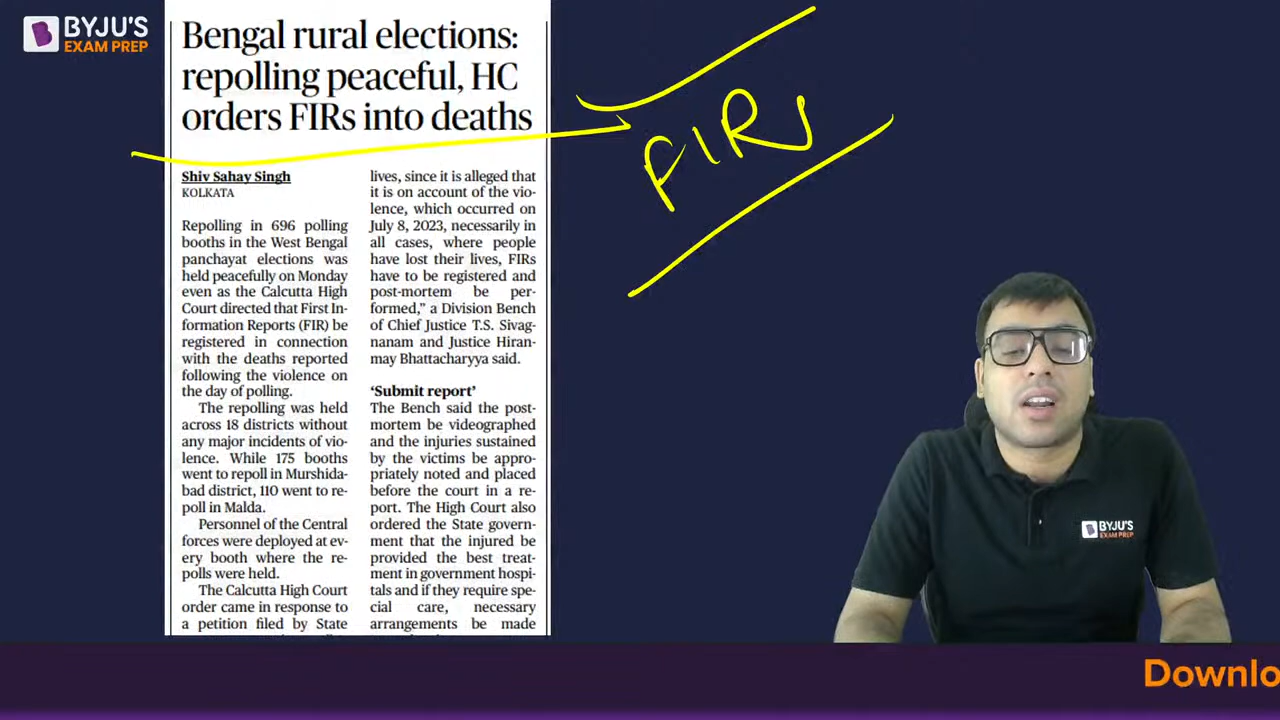 BYJU'S
EXAM PREP
Bengal rural elections:
repolling peaceful, HC
orders FIRs into deaths
FIRs
Shiv Sahay Singh
KOLKATA
Repolling in 696 polling
booths in the West Bengal
panchayat elections was
held peacefully on Monday
even as the Calcutta High
Court directed that First In-
formation Reports (FIR) be
registered in connection
with the deaths reported
following the violence on
the day of polling.
The repolling was held
across 18 districts without
any major incidents of vio-
lence. While 175 booths
went to repoll in Murshida-
bad district, 110 went to re-
poll in Malda.
Personnel of the Central
forces were deployed at ev-
ery booth where the re-
polls were held.
The Calcutta High Court
order came in response to
a petition filed by State
lives, since it is alleged that
it is on account of the vio-
lence, which occurred on
July 8, 2023, necessarily in
all cases, where people
have lost their lives, FIRs
have to be registered and
post-mortem be per-
formed,” a Division Bench
of Chief Justice T.S. Sivag-
nanam and Justice Hiran-
may Bhattacharyya said.
‘Submit report’
The Bench said the post-
mortem be videographed
and the injuries sustained
by the victims be appro-
priately noted and placed
before the court in a re-
port. The High Court also
ordered the State govern-
ment that the injured be
provided the best treat-
ment in government hospi-
tals and if they require spe-
cial care, necessary
arrangements be made
BYJU'S
EXAM PREP
Downlo